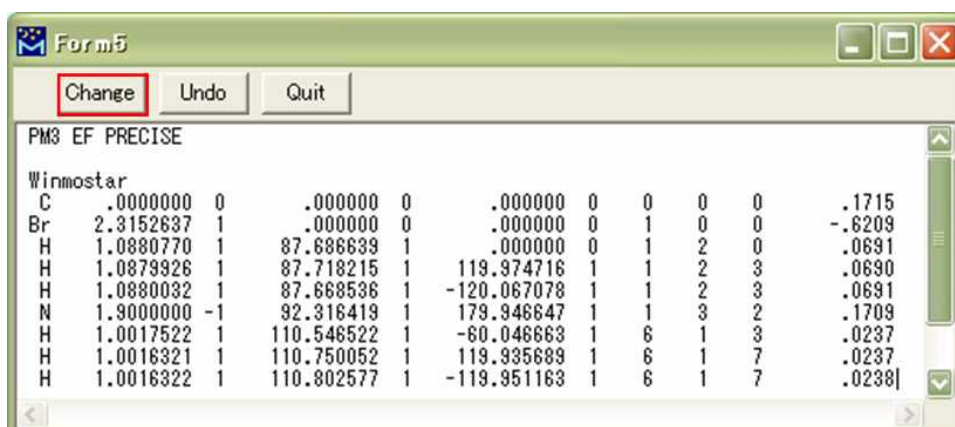 Form5
Change Undo Quit
PM3 EF PRECISE
Winmostar
C .0000000 0 .000000 0 .000000 0 0 0 0 .1715
Br 2.3152637 1 .000000 0 .000000 0 1 0 0 -.6209
H 1.0880770 1 87.686639 1 .000000 0 1 2 0 .0691
H 1.0879926 1 87.718215 1 119.974716 1 1 2 3 .0690
H 1.0880032 1 87.668536 1 -120.067078 1 1 2 3 .0691
N 1.9000000 -1 92.316419 1 179.946647 1 1 3 2 .1709
H 1.0017522 1 110.546522 1 -60.046663 1 6 1 3 .0237
H 1.0016321 1 110.750052 1 119.935689 1 6 1 7 .0237
H 1.0016322 1 110.802577 1 -119.951163 1 6 1 7 .0238